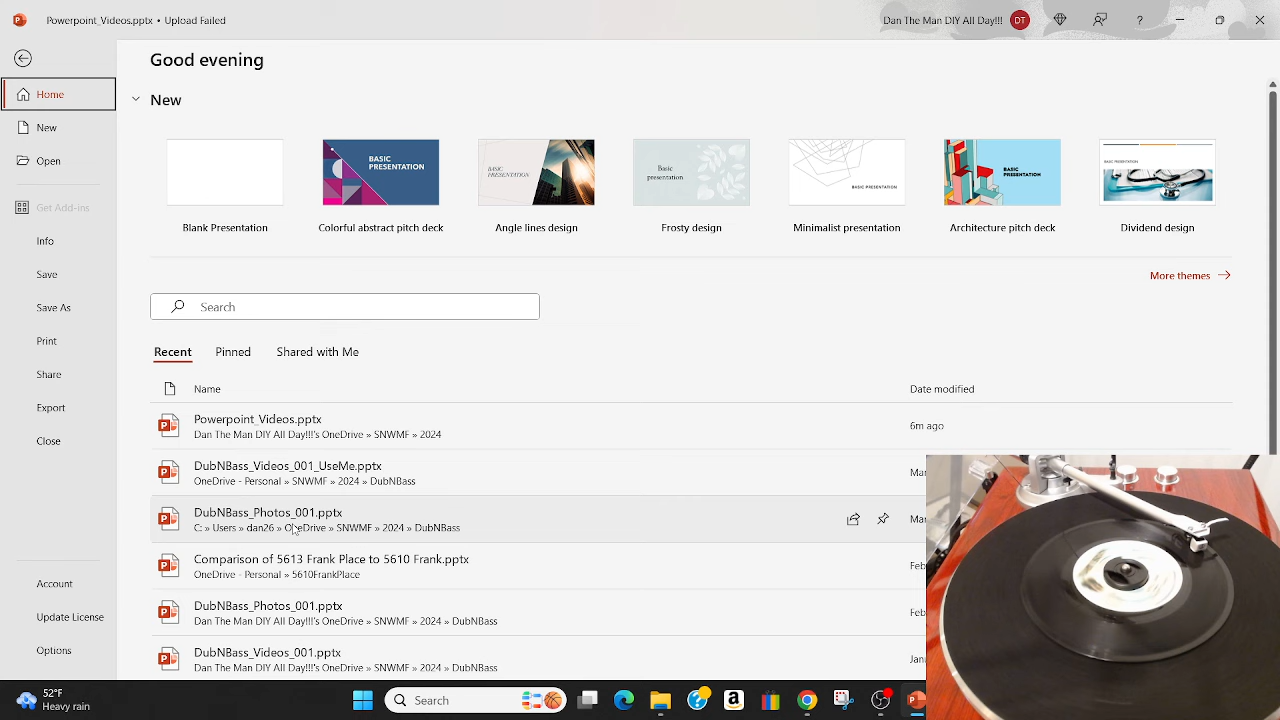 Powerpoint_Videos.pptx • Upload Failed
Dan The Man DIY All Day!!! DT
Home
New
Open
Get Add-ins
Info
Save
Save As
Print
Share
Export
Close
Account
Update License
Options
Good evening
New
BASIC
PRESENTATION
BASIC
PRESENTATION
Basic
presentation
BASIC PRESENTATION
BASIC
PRESENTATION
BASIC PRESENTATION
Blank Presentation
Colorful abstract pitch deck
Angle lines design
Frosty design
Minimalist presentation
Architecture pitch deck
Dividend design
More themes
Search
Recent Pinned Shared with Me
Name Date modified
Powerpoint_Videos.pptx
Dan The Man DIY All Day!!!'s OneDrive » SNWMF » 2024
6m ago
DubNBass_Videos_001_UseMe.pptx
OneDrive - Personal » SNWMF » 2024 » DubNBass
Mar
DubNBass_Photos_001.pptx
C: » Users » dan26 » OneDrive » SNWMF » 2024 » DubNBass
Mar
Comparison of 5613 Frank Place to 5610 Frank.pptx
OneDrive - Personal » 5610FrankPlace
Feb
DubNBass_Photos_001.pptx
Dan The Man DIY All Day!!!'s OneDrive » SNWMF » 2024 » DubNBass
Feb
DubNBass_Videos_001.pptx
Dan The Man DIY All Day!!!'s OneDrive » SNWMF » 2024 » DubNBass
Jan
52°F
Heavy rain
Search